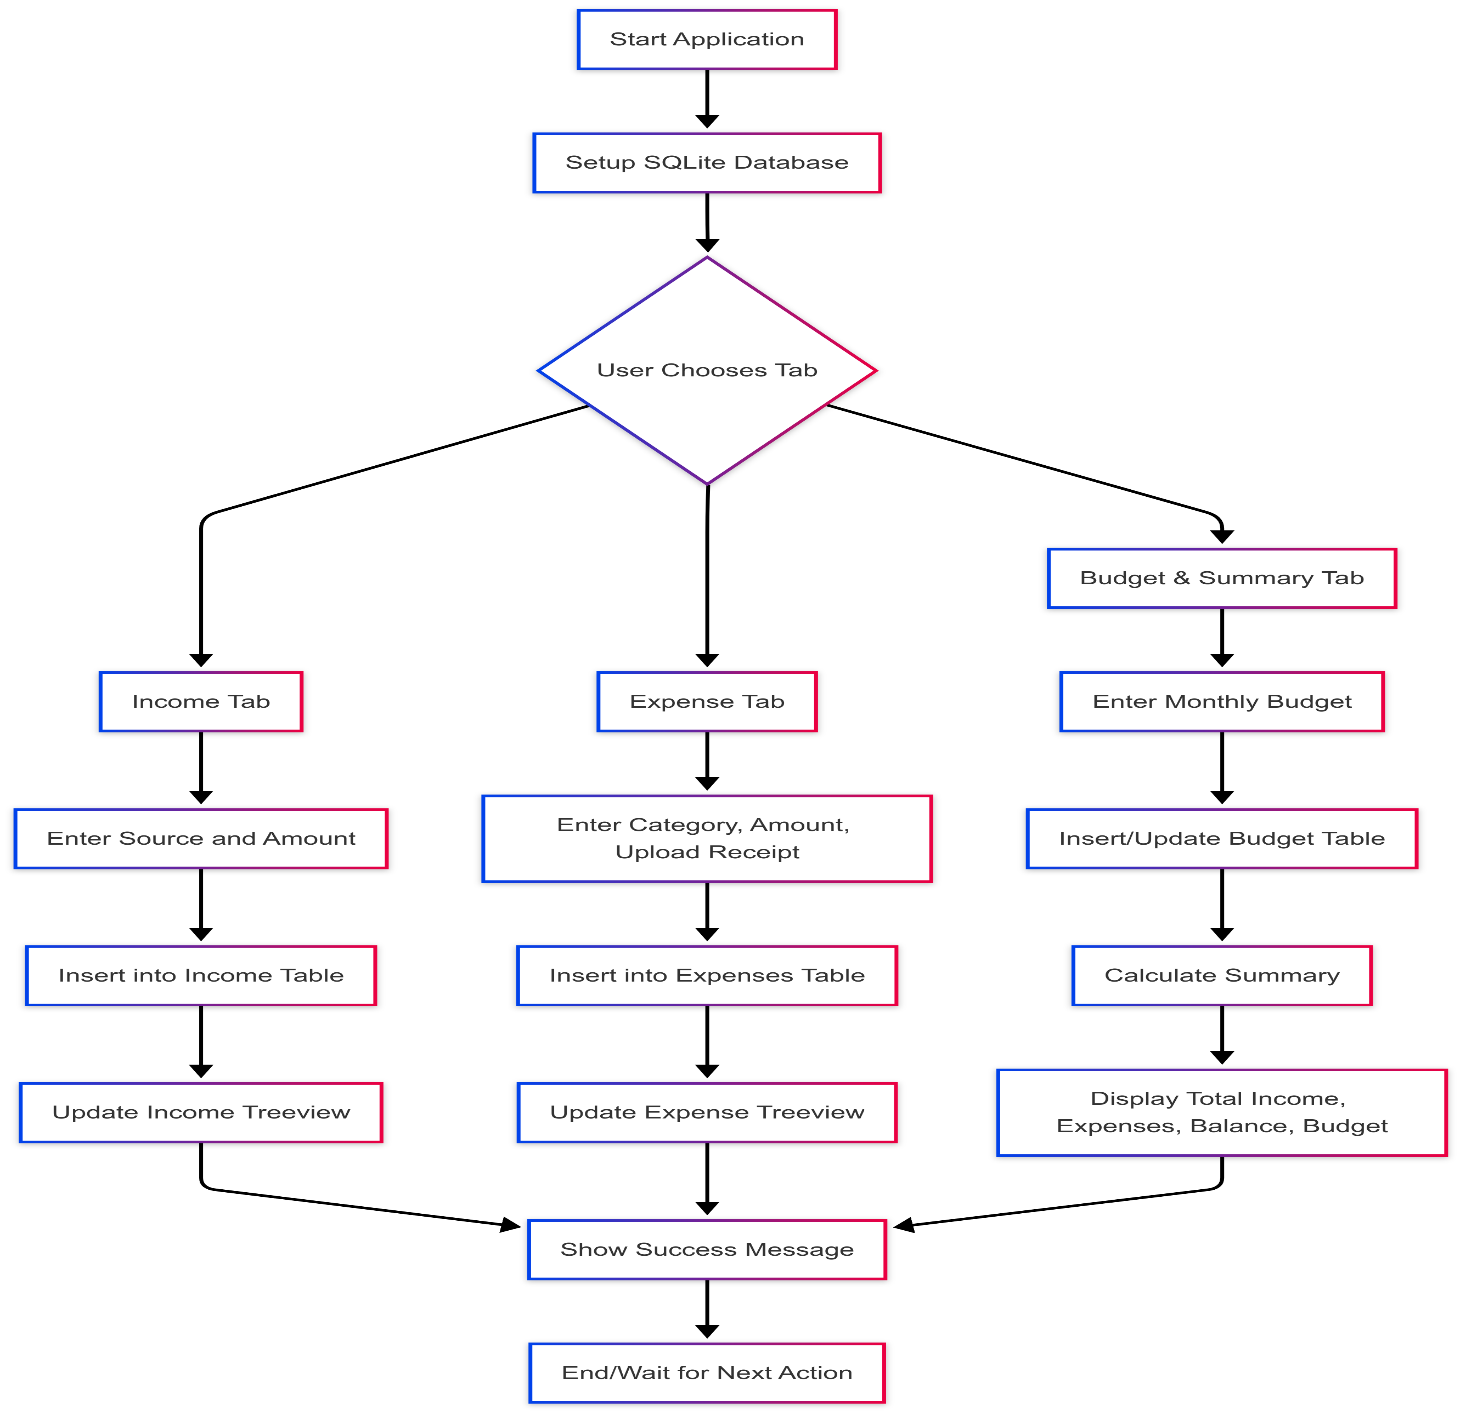 Start Application
Setup SQLite Database
User Chooses Tab
Budget & Summary Tab
Income Tab
Expense Tab
Enter Monthly Budget
Enter Source and Amount
Enter Category, Amount,
Upload Receipt
Insert/Update Budget Table
Insert into Income Table
Insert into Expenses Table
Calculate Summary
Update Income Treeview
Update Expense Treeview
Display Total Income,
Expenses, Balance, Budget
Show Success Message
End/Wait for Next Action